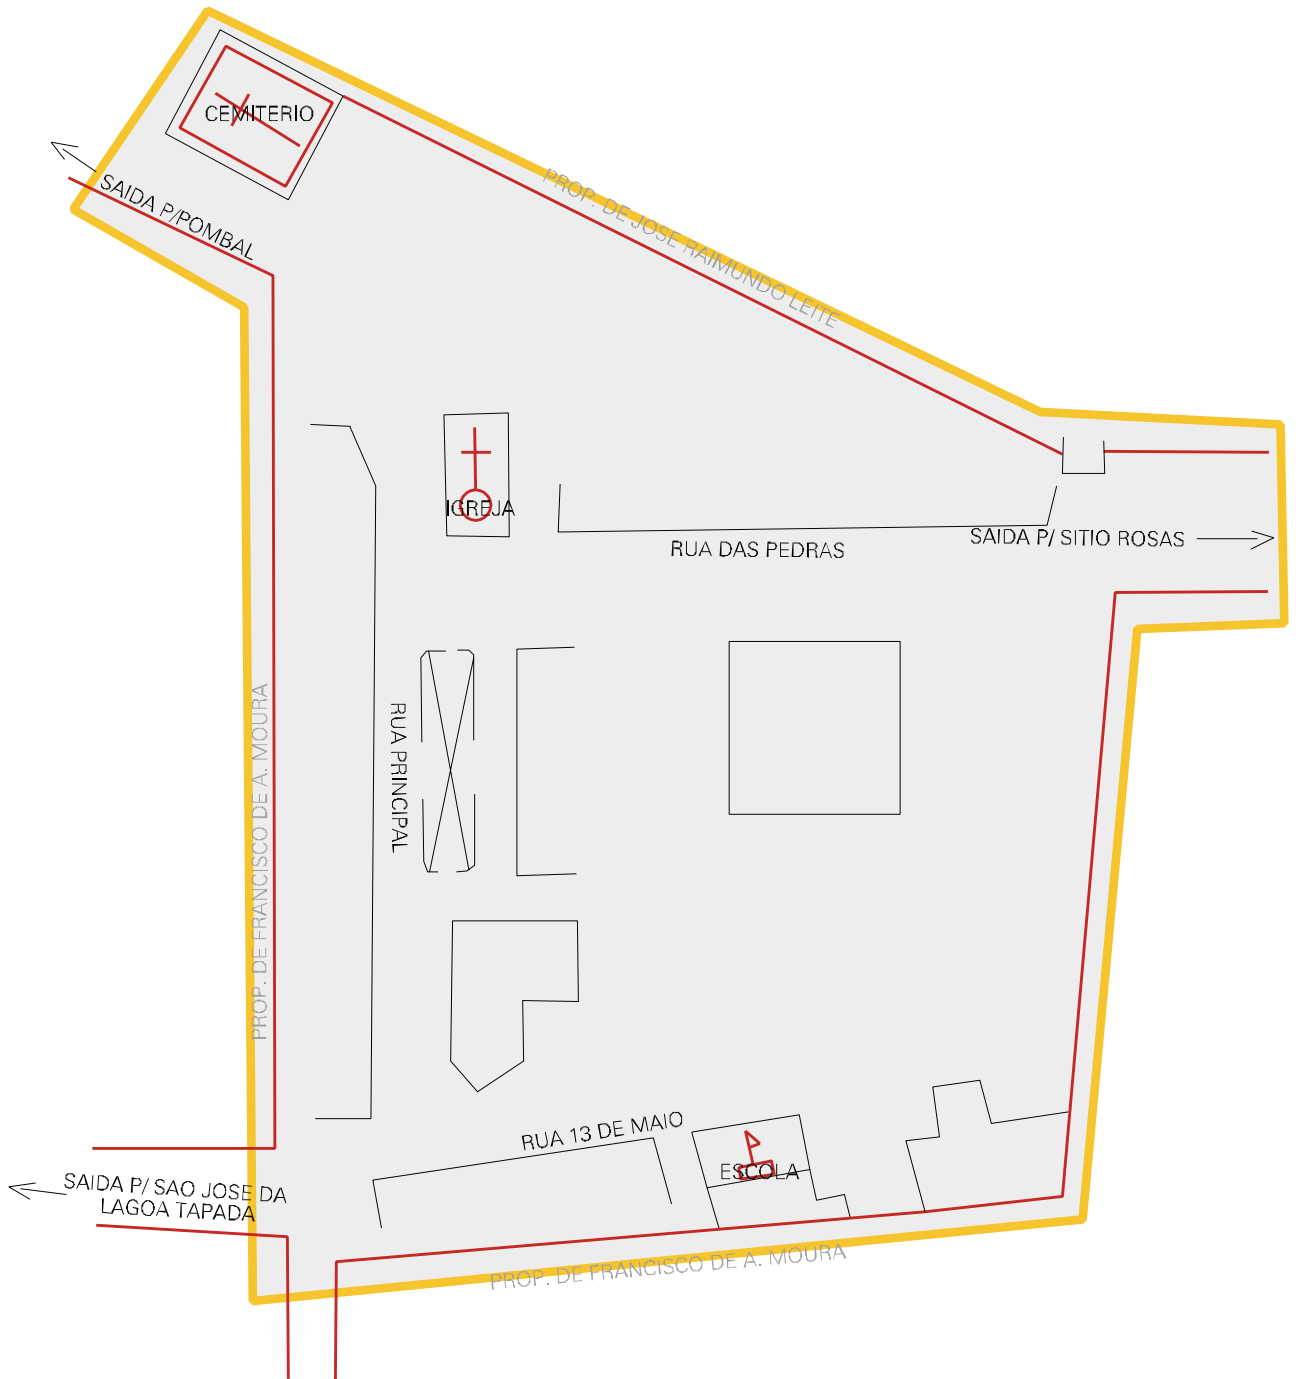 CEMITERIO
SAIDA P/POMBAL
PROP. DE JOSE RAIMUNDO LEITE
IGREJA
RUA DAS PEDRAS
SAIDA P/ SITIO ROSAS
RUA PRINCIPAL
PROP. DE FRANCISCO DE A. MOURA
RUA 13 DE MAIO
ESCOLA
SAIDA P/ SAO JOSE DA
LAGOA TAPADA
PROP. DE FRANCISCO DE A. MOURA